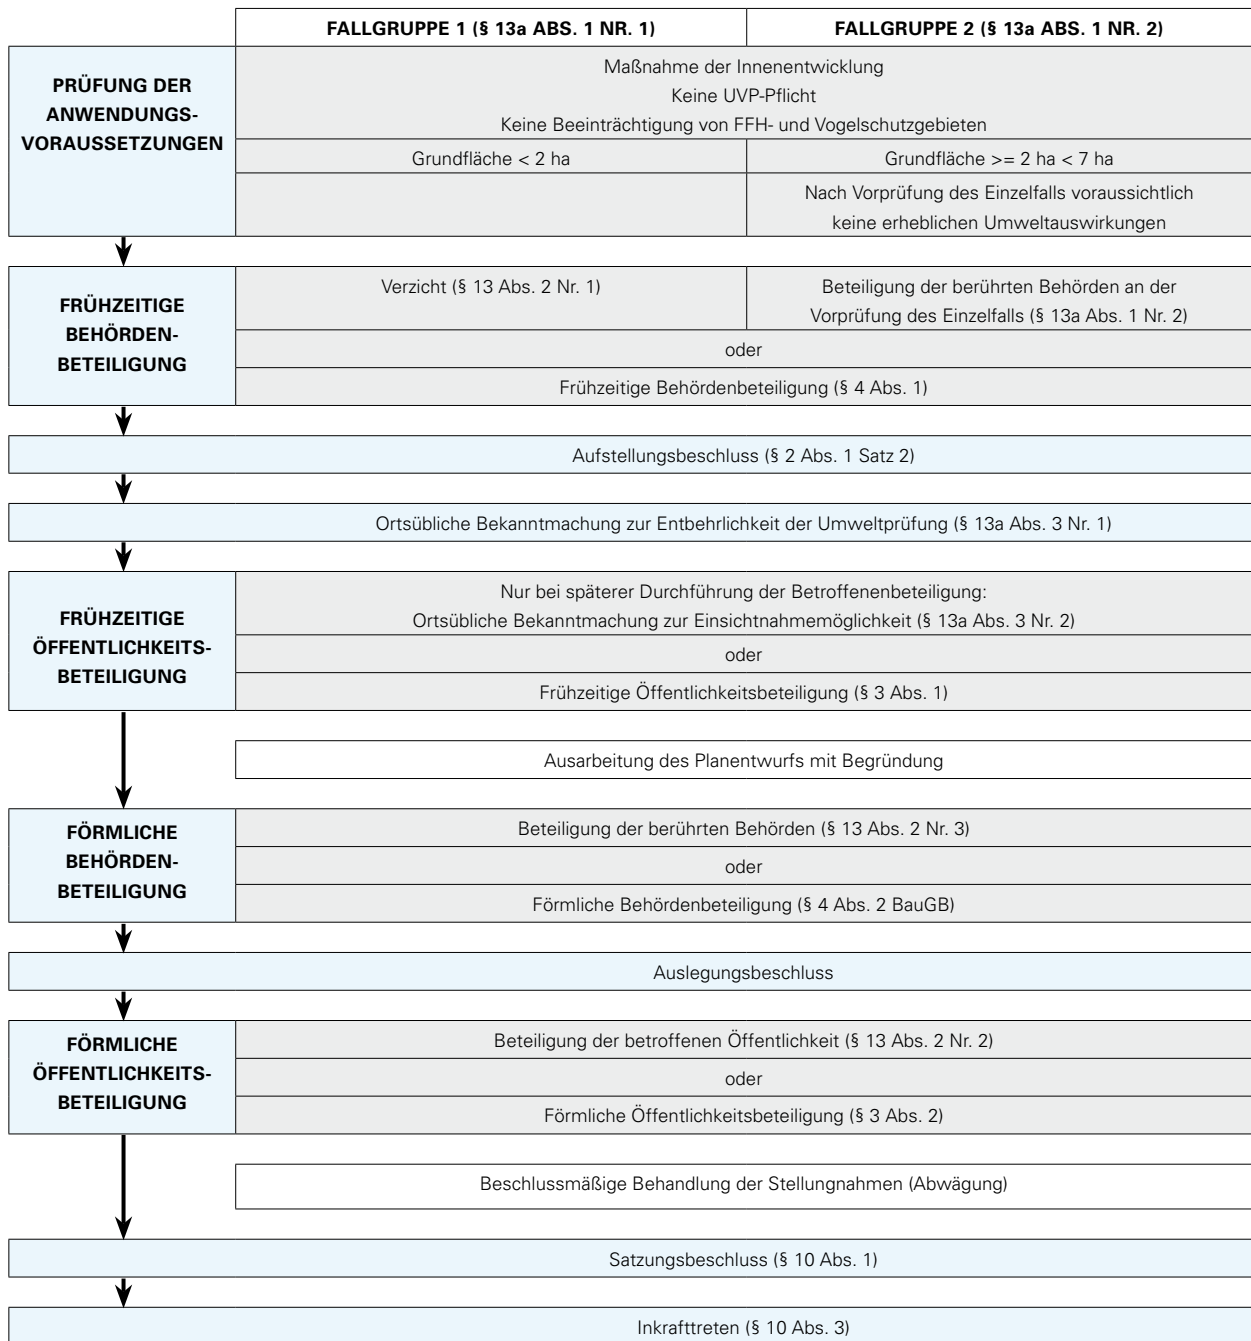 FALLGRUPPE 1 (§ 13a ABS. 1 NR. 1)
FALLGRUPPE 2 (§ 13a ABS. 1 NR. 2)
PRÜFUNG DER
ANWENDUNGS-
VORAUSSETZUNGEN
Maßnahme der Innenentwicklung
Keine UVP-Pflicht
Keine Beeinträchtigung von FFH- und Vogelschutzgebieten
Grundfläche < 2 ha
Grundfläche >= 2 ha < 7 ha
Nach Vorprüfung des Einzelfalls voraussichtlich
keine erheblichen Umweltauswirkungen
FRÜHZEITIGE
BEHÖRDEN-
BETEILIGUNG
Verzicht (§ 13 Abs. 2 Nr. 1)
Beteiligung der berührten Behörden an der
Vorprüfung des Einzelfalls (§ 13a Abs. 1 Nr. 2)
oder
Frühzeitige Behördenbeteiligung (§ 4 Abs. 1)
Aufstellungsbeschluss (§ 2 Abs. 1 Satz 2)
Ortsübliche Bekanntmachung zur Entbehrlichkeit der Umweltprüfung (§ 13a Abs. 3 Nr. 1)
FRÜHZEITIGE
ÖFFENTLICHKEITS-
BETEILIGUNG
Nur bei späterer Durchführung der Betroffenenbeteiligung:
Ortsübliche Bekanntmachung zur Einsichtnahmemöglichkeit (§ 13a Abs. 3 Nr. 2)
oder
Frühzeitige Öffentlichkeitsbeteiligung (§ 3 Abs. 1)
Ausarbeitung des Planentwurfs mit Begründung
FÖRMLICHE
BEHÖRDEN-
BETEILIGUNG
Beteiligung der berührten Behörden (§ 13 Abs. 2 Nr. 3)
oder
Förmliche Behördenbeteiligung (§ 4 Abs. 2 BauGB)
Auslegungsbeschluss
FÖRMLICHE
ÖFFENTLICHKEITS-
BETEILIGUNG
Beteiligung der betroffenen Öffentlichkeit (§ 13 Abs. 2 Nr. 2)
oder
Förmliche Öffentlichkeitsbeteiligung (§ 3 Abs. 2)
Beschlussmäßige Behandlung der Stellungnahmen (Abwägung)
Satzungsbeschluss (§ 10 Abs. 1)
Inkrafttreten (§ 10 Abs. 3)